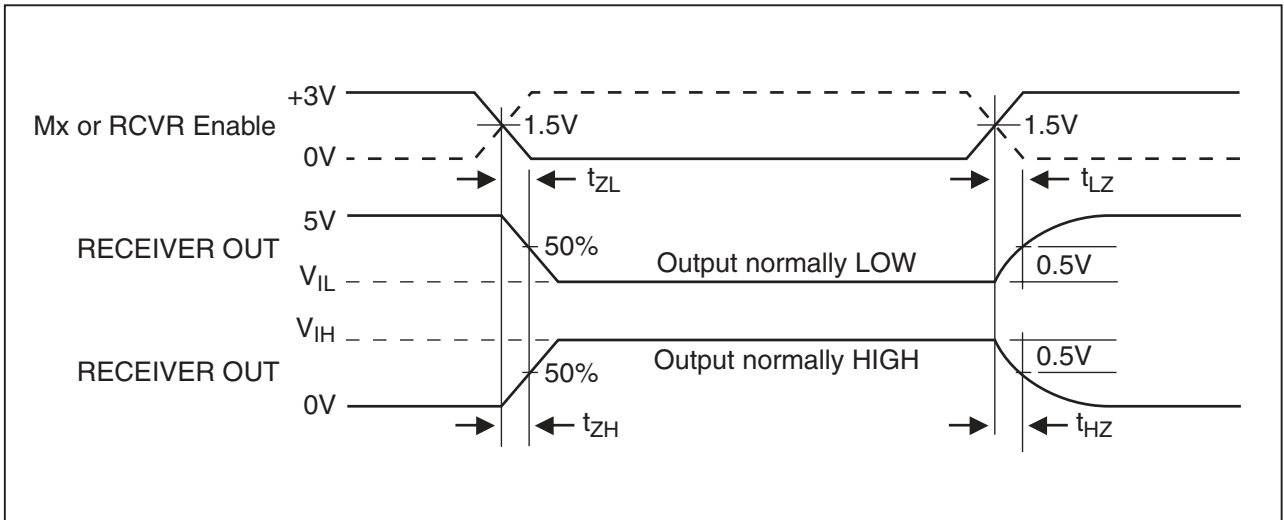 +3V
Mx or RCVR Enable
1.5V
1.5V
0V
tZL
tLZ
5V
RECEIVER OUT
50%
Output normally LOW
0.5V
VIL
VIH
RECEIVER OUT
50%
Output normally HIGH
0.5V
0V
tZH
tHZ